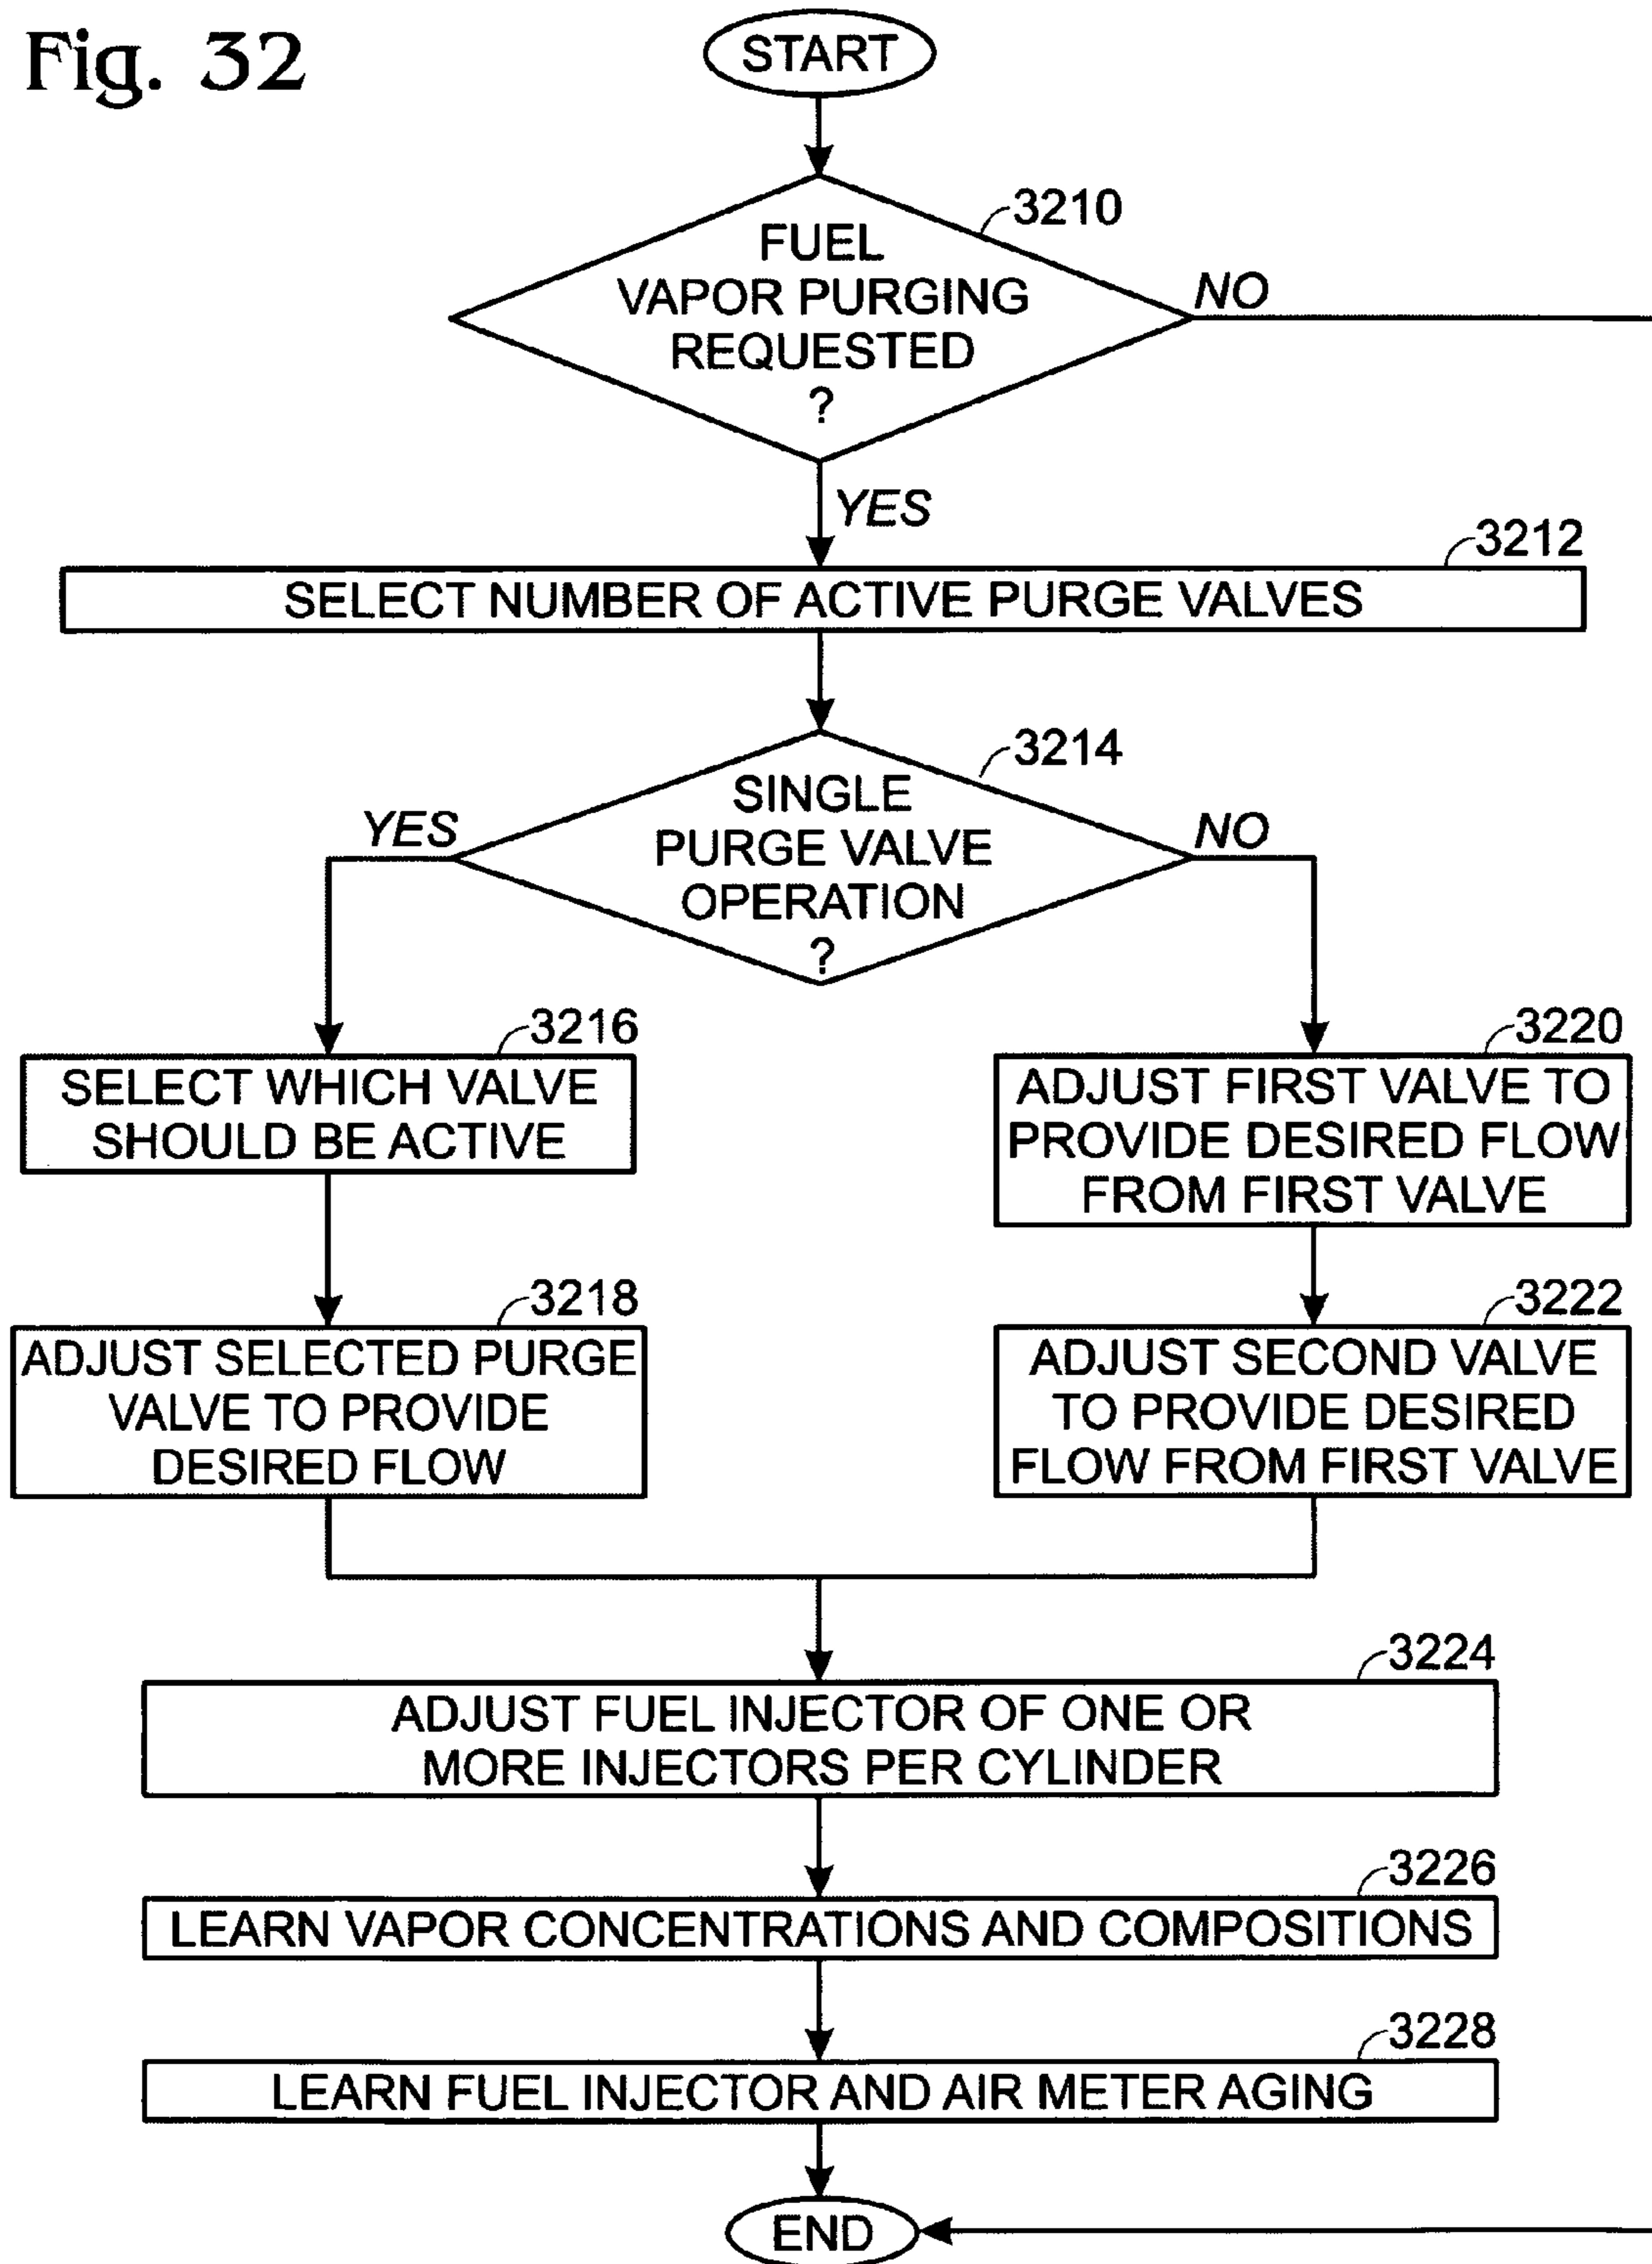 Fig. 32
START
3210
FUEL
VAPOR PURGING
REQUESTED
?
NO
YES
3212
SELECT NUMBER OF ACTIVE PURGE VALVES
3214
SINGLE
PURGE VALVE
OPERATION
?
YES
NO
3216
SELECT WHICH VALVE
SHOULD BE ACTIVE
3220
ADJUST FIRST VALVE TO
PROVIDE DESIRED FLOW
FROM FIRST VALVE
3218
ADJUST SELECTED PURGE
VALVE TO PROVIDE
DESIRED FLOW
3222
ADJUST SECOND VALVE
TO PROVIDE DESIRED
FLOW FROM FIRST VALVE
3224
ADJUST FUEL INJECTOR OF ONE OR
MORE INJECTORS PER CYLINDER
3226
LEARN VAPOR CONCENTRATIONS AND COMPOSITIONS
3228
LEARN FUEL INJECTOR AND AIR METER AGING
END